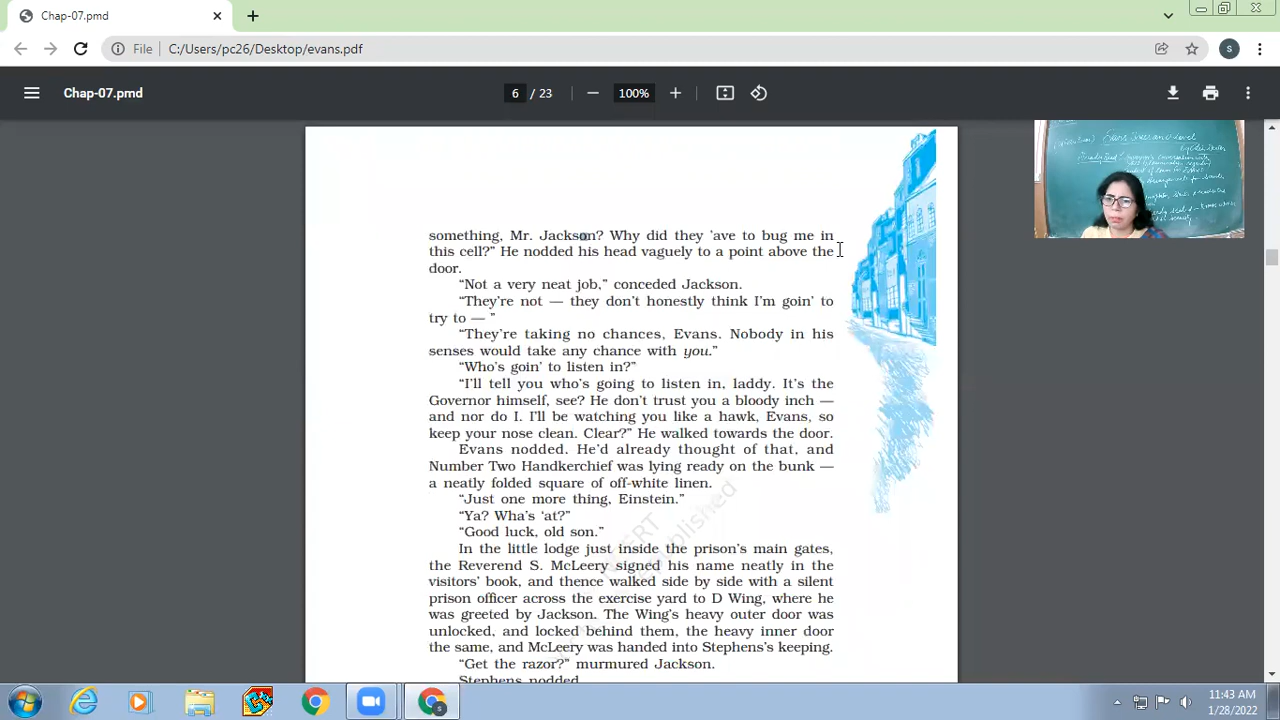 Chap-07.pmd
File
C:/Users/pc26/Desktop/evans.pdf
S
Chap-07.pmd
6 / 23
100%
Evans
something, Mr. Jackson? Why did they ’ave to bug me in
this cell?” He nodded his head vaguely to a point above the
door.
“Not a very neat job,” conceded Jackson.
“They’re not — they don’t honestly think I’m goin’ to
try to — ”
“They’re taking no chances, Evans. Nobody in his
senses would take any chance with you.”
“Who’s goin’ to listen in?”
“I’ll tell you who’s going to listen in, laddy. It’s the
Governor himself, see? He don’t trust you a bloody inch —
and nor do I. I’ll be watching you like a hawk, Evans, so
keep your nose clean. Clear?” He walked towards the door.
Evans nodded. He’d already thought of that, and
Number Two Handkerchief was lying ready on the bunk —
a neatly folded square of off-white linen.
“Just one more thing, Einstein.”
“Ya? Wha’s ‘at?”
“Good luck, old son.”
In the little lodge just inside the prison’s main gates,
the Reverend S. McLeery signed his name neatly in the
visitors’ book, and thence walked side by side with a silent
prison officer across the exercise yard to D Wing, where he
was greeted by Jackson. The Wing’s heavy outer door was
unlocked, and locked behind them, the heavy inner door
the same, and McLeery was handed into Stephens’s keeping.
“Get the razor?” murmured Jackson.
Stephens nodded.
11:43 AM
1/28/2022